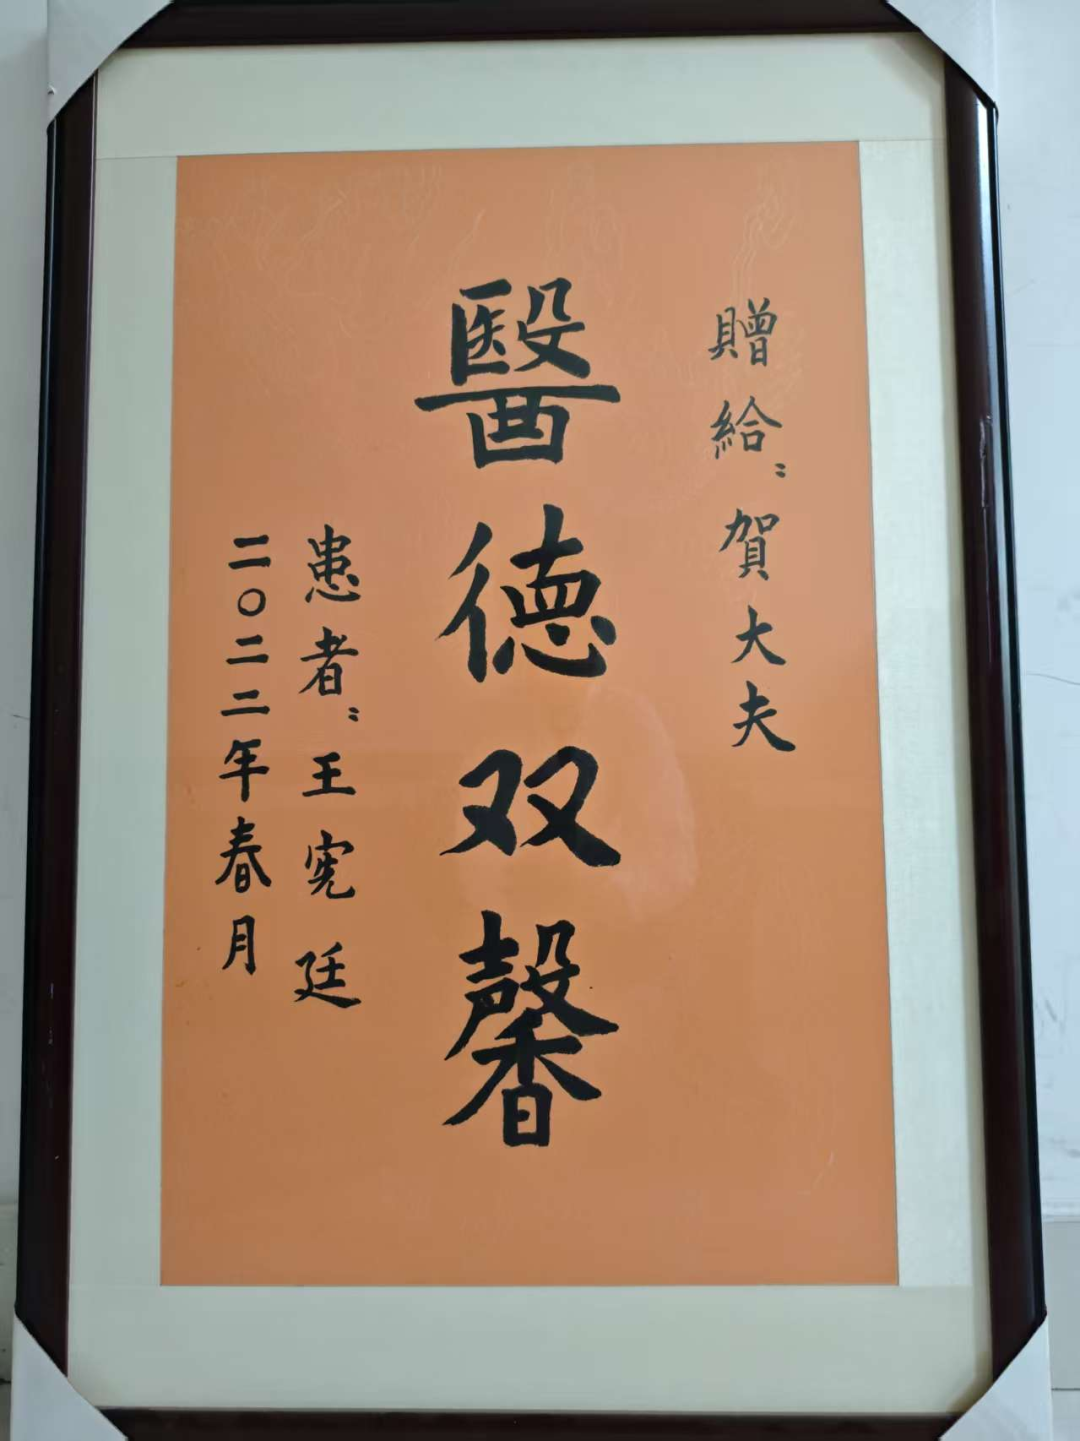 贈給：賀大夫
醫德双馨
患者：王宪廷
二〇二二年春月